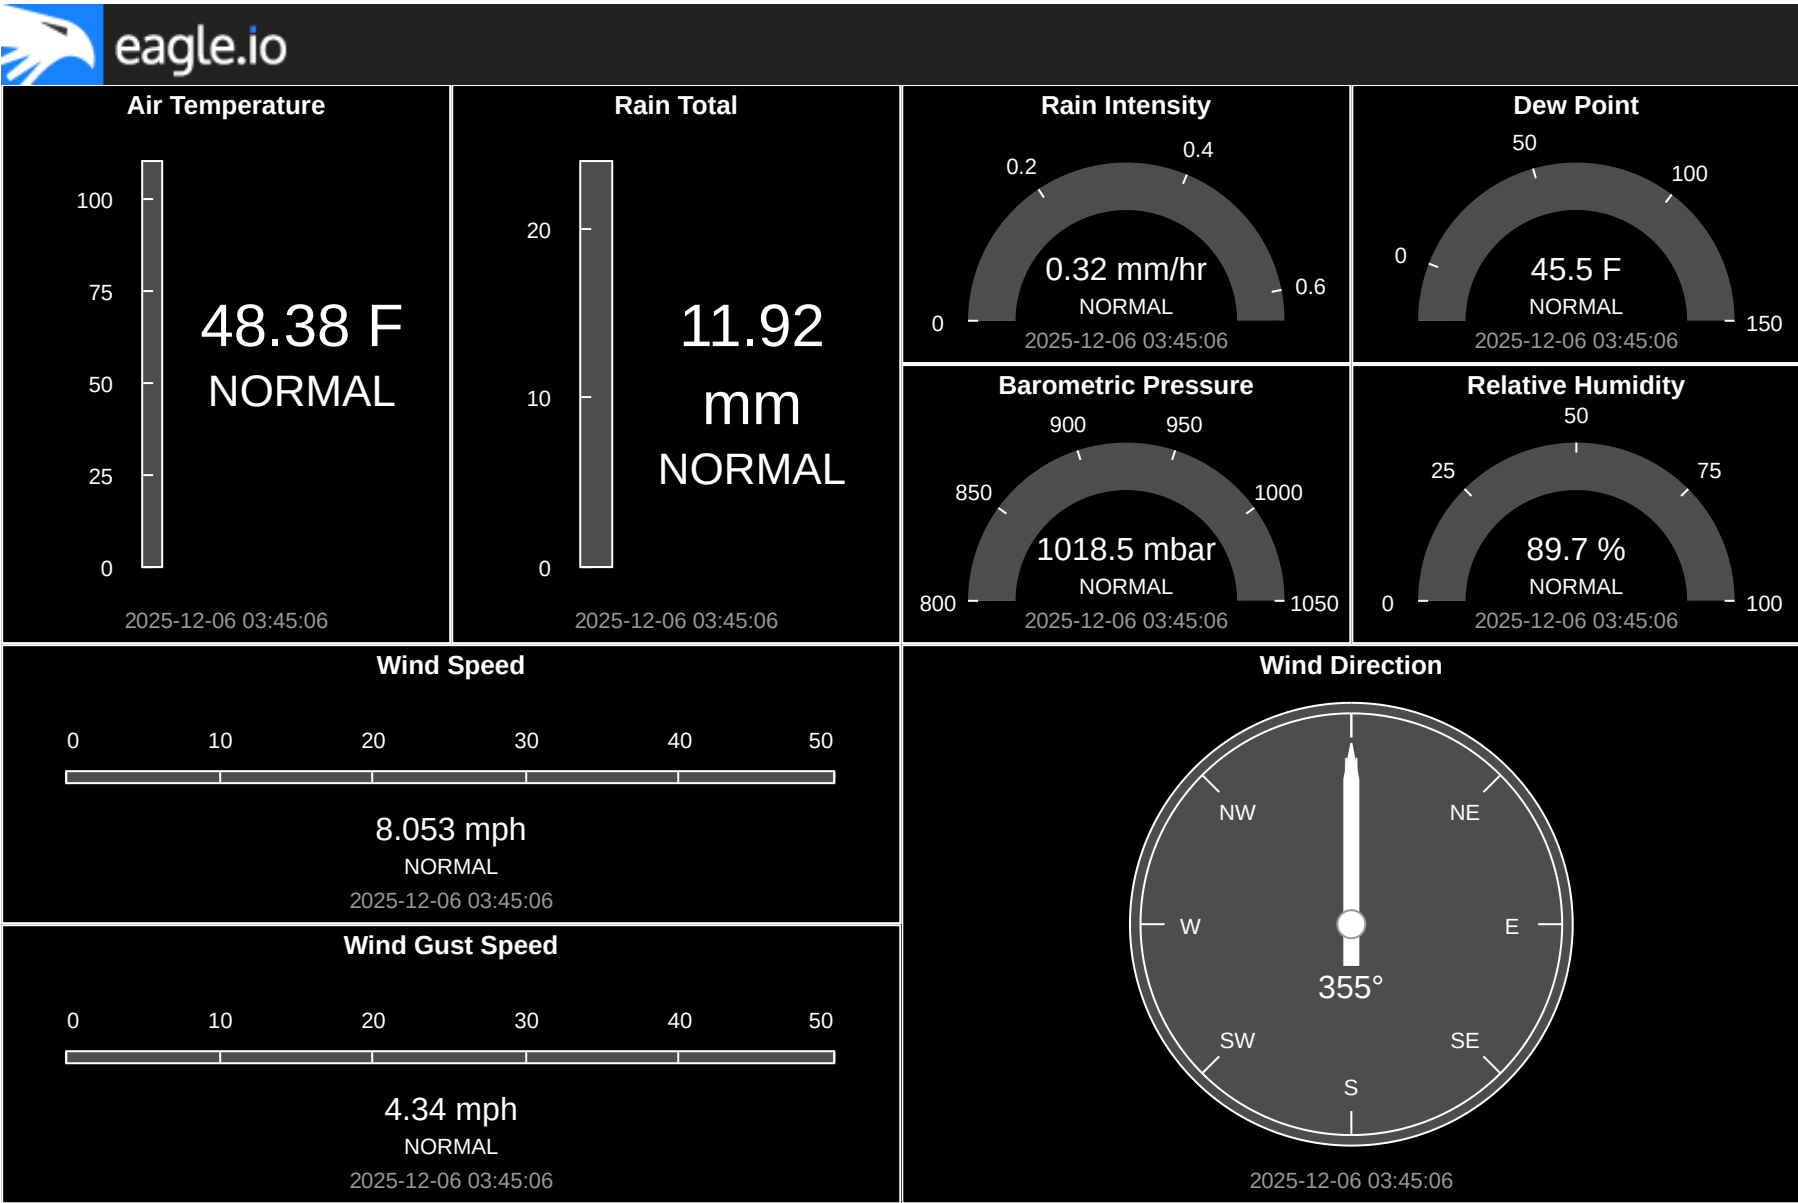 eagle.io
Air Temperature
100
75
50
25
0
48.38 F
NORMAL
2025-12-06 03:45:06
Rain Total
20
10
0
11.92
mm
NORMAL
2025-12-06 03:45:06
Rain Intensity
0
0.2
0.4
0.6
0.32 mm/hr
NORMAL
2025-12-06 03:45:06
Dew Point
0
50
100
150
45.5 F
NORMAL
2025-12-06 03:45:06
Barometric Pressure
800
850
900
950
1000
1050
1018.5 mbar
NORMAL
2025-12-06 03:45:06
Relative Humidity
0
25
50
75
100
89.7 %
NORMAL
2025-12-06 03:45:06
Wind Speed
0 10 20 30 40 50
8.053 mph
NORMAL
2025-12-06 03:45:06
Wind Gust Speed
0 10 20 30 40 50
4.34 mph
NORMAL
2025-12-06 03:45:06
Wind Direction
NW NE
W E
355°
SW SE
S
2025-12-06 03:45:06